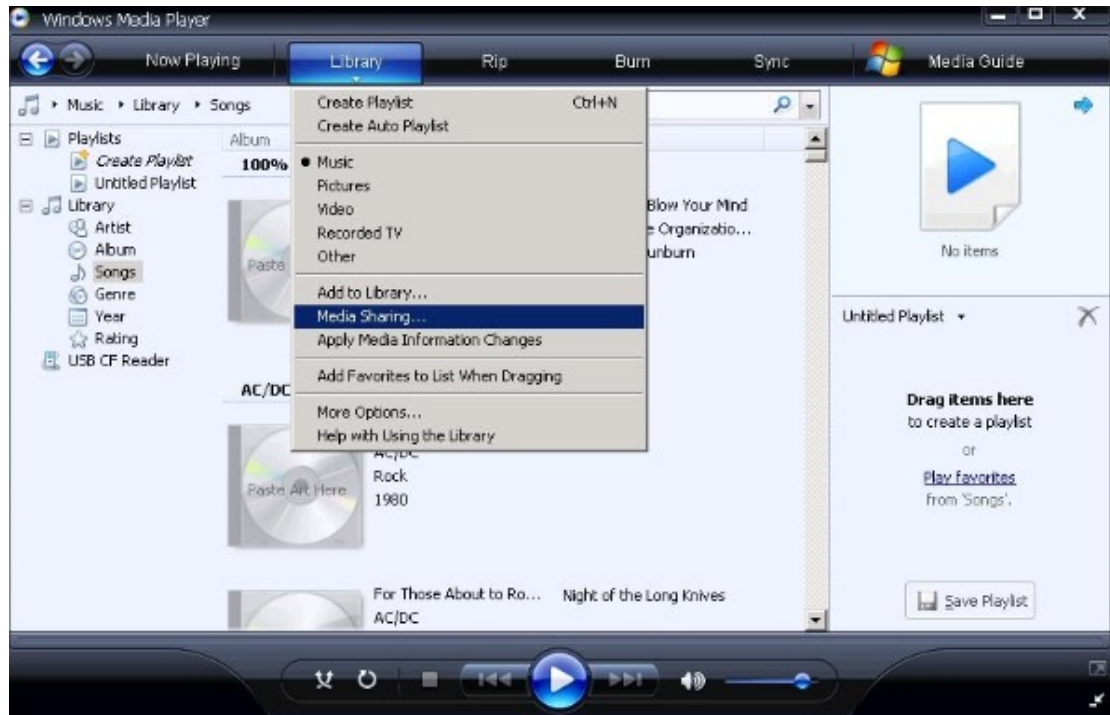 Windows Media Player
Now Playing Library Rip Burn Sync Media Guide
Music Library Songs
Create Playlist Ctrl+N
Create Auto Playlist
Music
Pictures
Video
Recorded TV
Other
Add to Library...
Media Sharing...
Apply Media Information Changes
Add Favorites to List When Dragging
More Options...
Help with Using the Library
Playlists
Create Playlist
Untitled Playlist
Library
Artist
Album
Songs
Genre
Year
Rating
USB CF Reader
Album
100%
Paste
Blow Your Mind
Organizatio...
AC/DC
AC/DC
Paste Art Here
Rock
1980
For Those About to Ro... Night of the Long Knives
AC/DC
No items
Untitled Playlist
Drag items here
to create a playlist
or
Play favorites
from 'Songs'.
Save Playlist